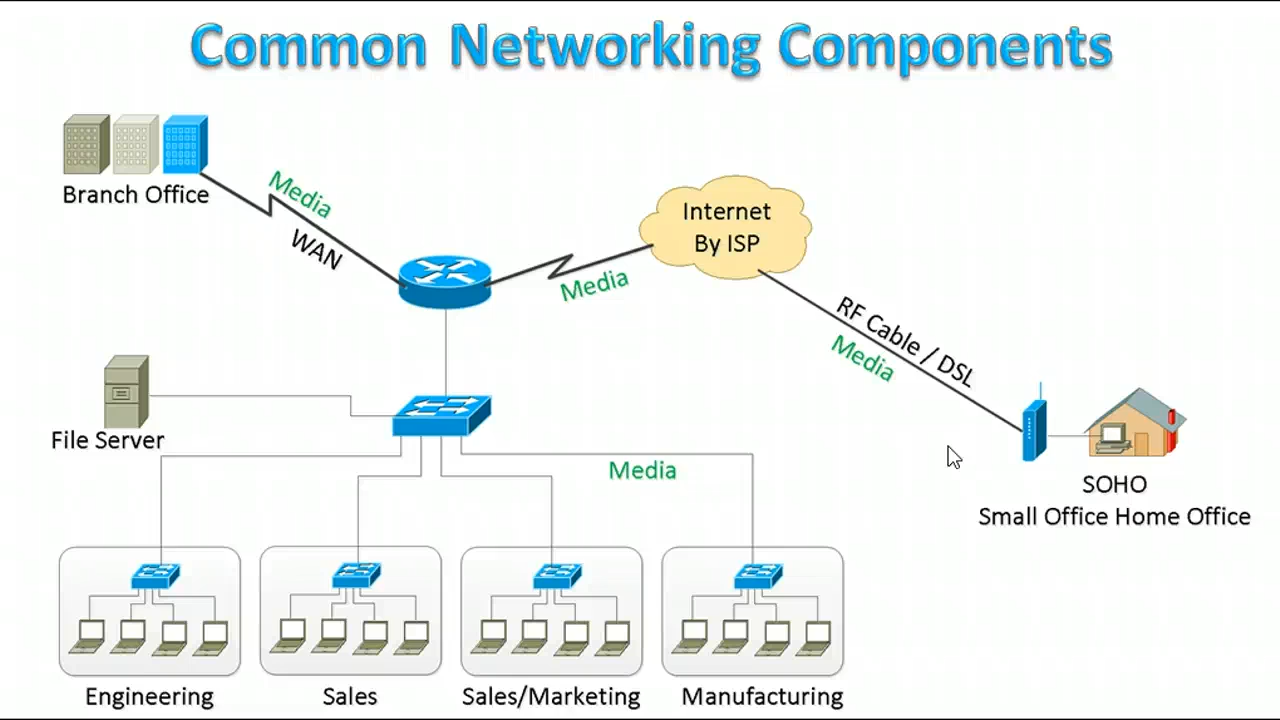 Common Networking Components
Branch Office
Media
WAN
Internet
By ISP
Media
RF Cable / DSL
Media
File Server
Media
SOHO
Small Office Home Office
Engineering
Sales
Sales/Marketing
Manufacturing